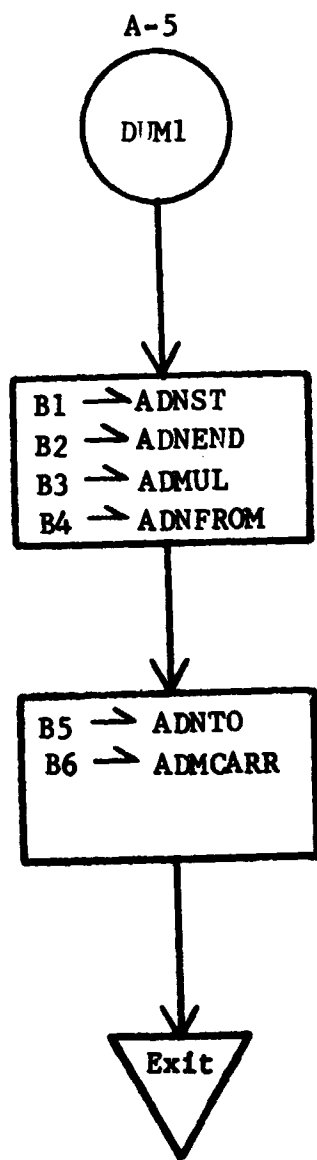 A-5
DUM1
B1 → ADNST
B2 → ADNEND
B3 → ADMUL
B4 → ADNFROM
B5 → ADNTO
B6 → ADMCARR
Exit